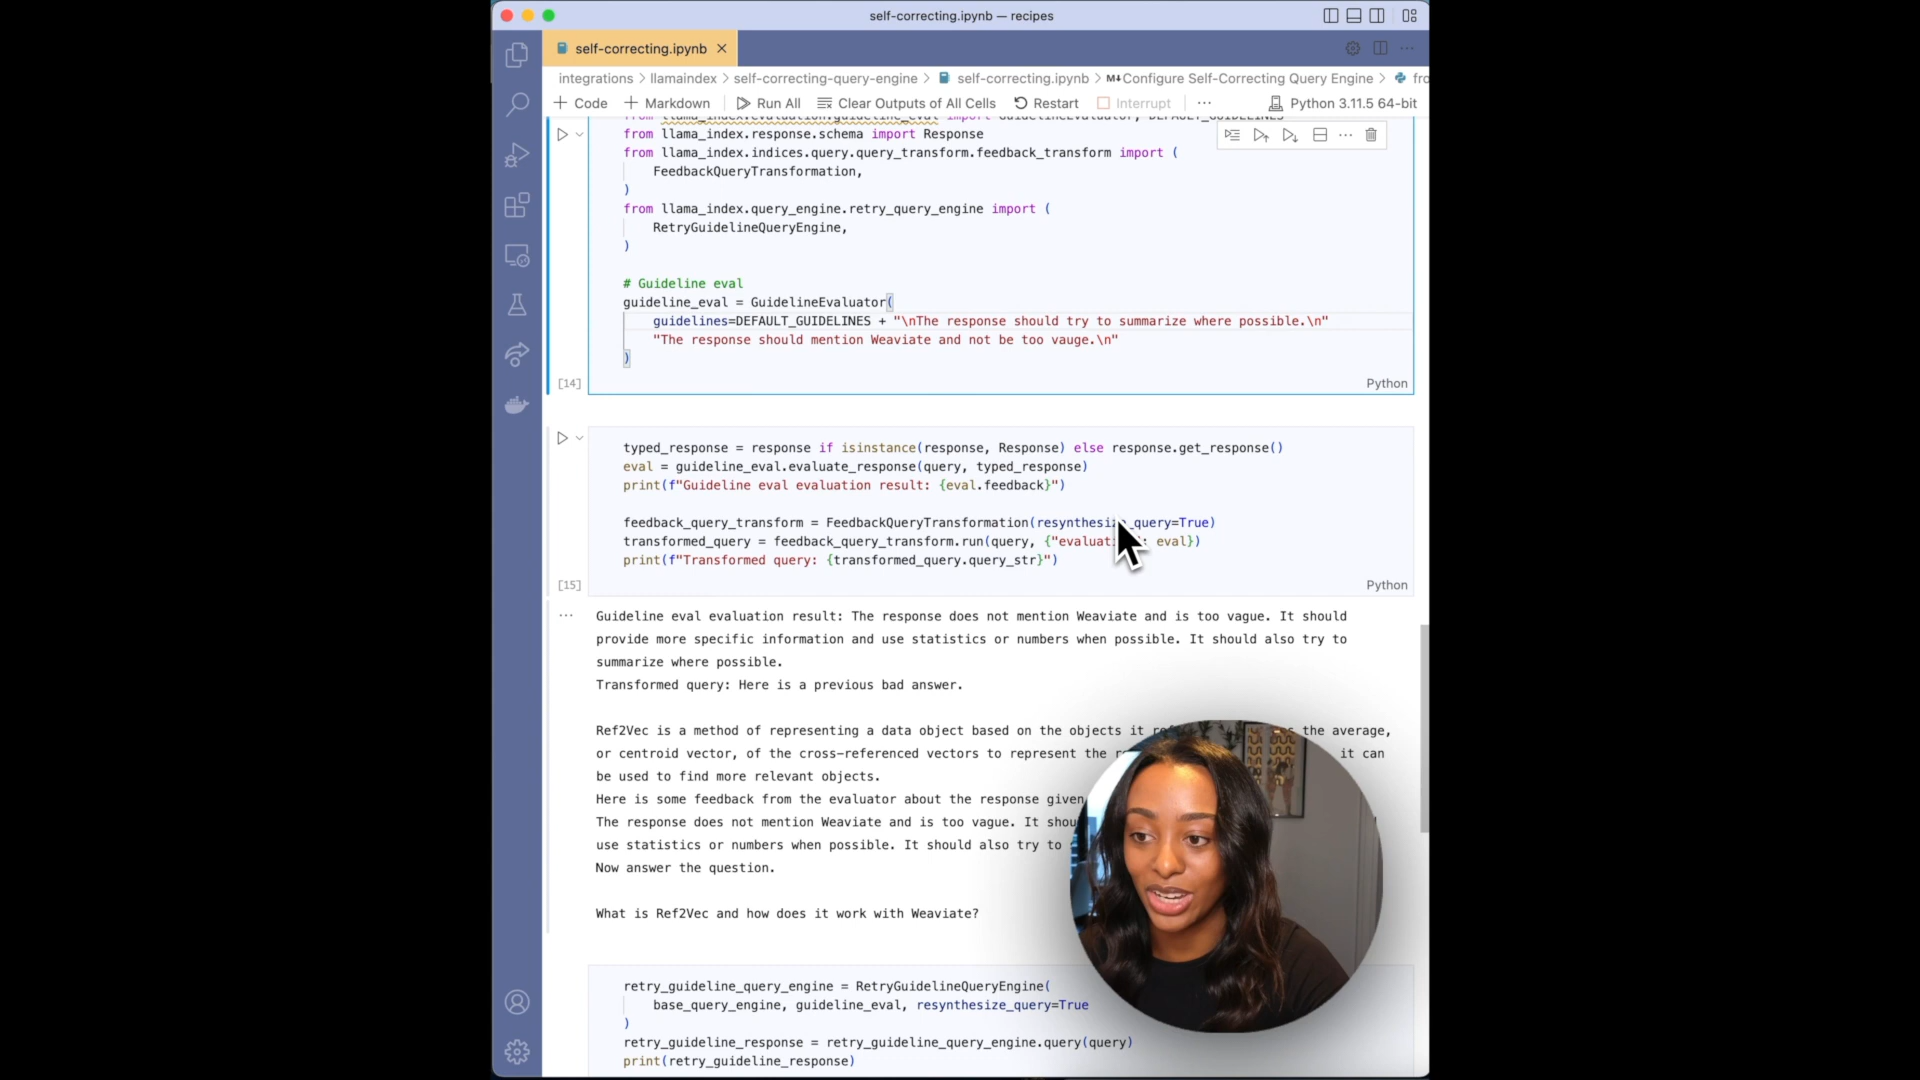 self-correcting.ipynb — recipes
self-correcting.ipynb
integrations > llamaindex > self-correcting-query-engine > self-correcting.ipynb > M↓Configure Self-Correcting Query Engine > fro
+ Code + Markdown Run All Clear Outputs of All Cells Restart Interrupt ... Python 3.11.5 64-bit
from llama_index.evaluation.guideline_eval import GuidelineEvaluator, DEFAULT_GUIDELINES
from llama_index.response.schema import Response
from llama_index.indices.query.query_transform.feedback_transform import (
FeedbackQueryTransformation,
)
from llama_index.query_engine.retry_query_engine import (
RetryGuidelineQueryEngine,
)
# Guideline eval
guideline_eval = GuidelineEvaluator(
guidelines=DEFAULT_GUIDELINES + "\nThe response should try to summarize where possible.\n"
"The response should mention Weaviate and not be too vauge.\n"
)
[14] Python
typed_response = response if isinstance(response, Response) else response.get_response()
eval = guideline_eval.evaluate_response(query, typed_response)
print(f"Guideline eval evaluation result: {eval.feedback}")
feedback_query_transform = FeedbackQueryTransformation(resynthesize_query=True)
transformed_query = feedback_query_transform.run(query, {"evaluati : eval})
print(f"Transformed query: {transformed_query.query_str}")
[15] Python
Guideline eval evaluation result: The response does not mention Weaviate and is too vague. It should
provide more specific information and use statistics or numbers when possible. It should also try to
summarize where possible.
Transformed query: Here is a previous bad answer.
Ref2Vec is a method of representing a data object based on the objects it the average,
or centroid vector, of the cross-referenced vectors to represent the it can
be used to find more relevant objects.
Here is some feedback from the evaluator about the response given
The response does not mention Weaviate and is too vague. It shou
use statistics or numbers when possible. It should also try to
Now answer the question.
What is Ref2Vec and how does it work with Weaviate?
retry_guideline_query_engine = RetryGuidelineQueryEngine(
base_query_engine, guideline_eval, resynthesize_query=True
)
retry_guideline_response = retry_guideline_query_engine.query(query)
print(retry_guideline_response)